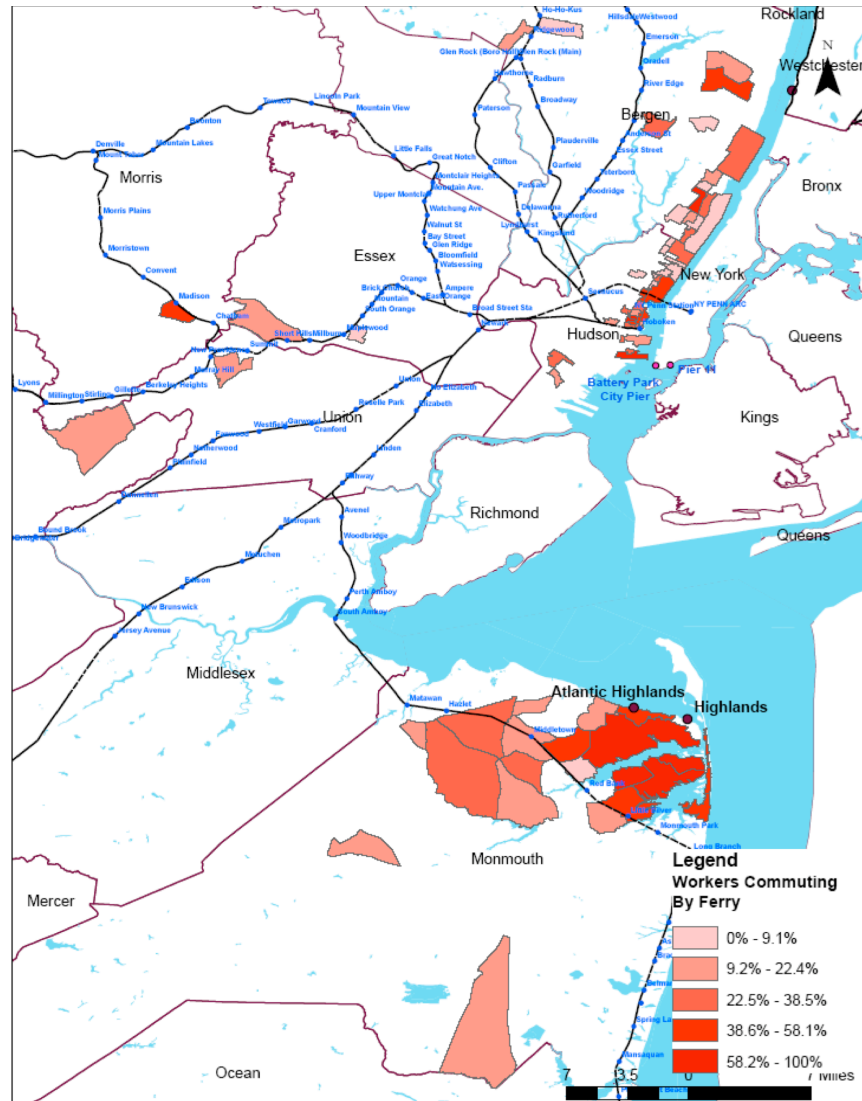 Ho-Ho-Kus
Hillsdale
Westwood
Rockland
Ridgewood
Emerson
N
Glen Rock (Main)
Oradell
Westchester
Hawthorne
Radburn
River Edge
Lincoln Park
Towaco
Mountain View
Paterson
Broadway
Bergen
Boonton
Anderson St
Denville
Mountain Lakes
Little Falls
Great Notch
Plauderville
Essex Street
Morris
Montclair Heights
Clifton
Garfield
Teterboro
Bronx
Mountain Ave.
Upper Montclair
Passaic
Woodridge
Morris Plains
Watchung Ave
Delawanna
Rutherford
Walnut St
Lyndhurst
Kingsland
Morristown
Essex
Bay Street
Glen Ridge
Bloomfield
Watsessing
New York
Convent
Orange
Ampere
Brick Church
East Orange
Secaucus
Madison
Mountain
South Orange
Broad Street Sta
NY PENN ARC
Chatham
Newark
Hoboken
Hudson
Queens
Short Hills
Millburn
Maplewood
Summit
Murray Hill
Pier 11
Lyons
Millington
Stirling
Gillette
Berkeley Heights
Union
Battery Park
City Pier
Roselle Park
Elizabeth
Kings
Union
Garwood
Westfield
Cranford
Fanwood
Netherwood
Linden
Plainfield
Rahway
Dunellen
Avenel
Richmond
Bound Brook
Metropark
Woodbridge
Queens
Metuchen
Edison
Perth Amboy
New Brunswick
South Amboy
Jersey Avenue
Middlesex
Atlantic Highlands
Highlands
Matawan
Hazlet
Middletown
Red Bank
Little Silver
Monmouth Park
Long Branch
Monmouth
Mercer
Legend
Workers Commuting
By Ferry
0% - 9.1%
9.2% - 22.4%
22.5% - 38.5%
38.6% - 58.1%
58.2% - 100%
Ocean
Manasquan
7
3.5
0
7 Miles